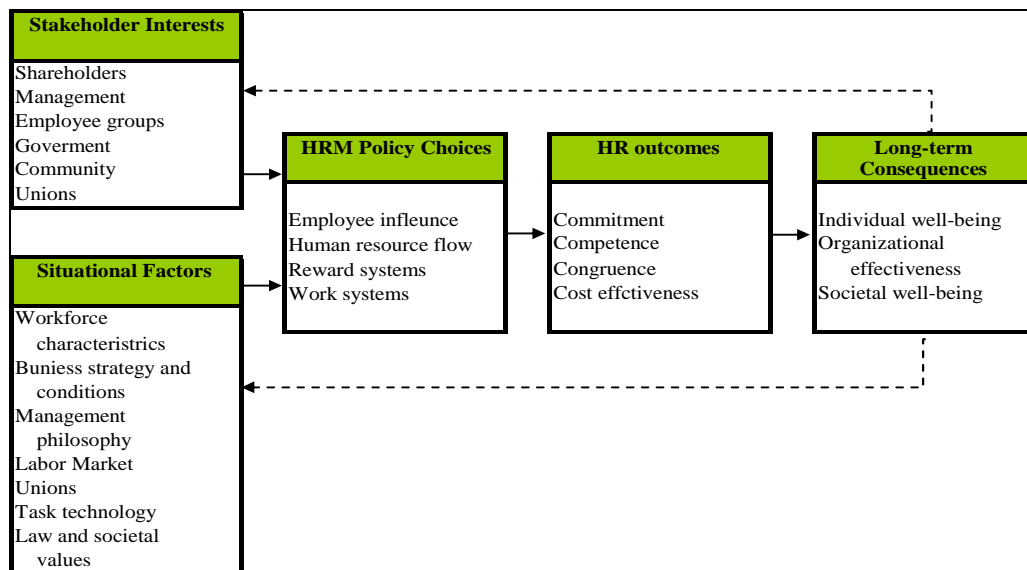 Stakeholder Interests
Shareholders
Management
Employee groups
Goverment
Community
Unions
Situational Factors
Workforce
characteristrics
Buniess strategy and
conditions
Management
philosophy
Labor Market
Unions
Task technology
Law and societal
values
HRM Policy Choices
Employee infleunce
Human resource flow
Reward systems
Work systems
HR outcomes
Commitment
Competence
Congruence
Cost effctiveness
Long-term
Consequences
Individual well-being
Organizational
effectiveness
Societal well-being